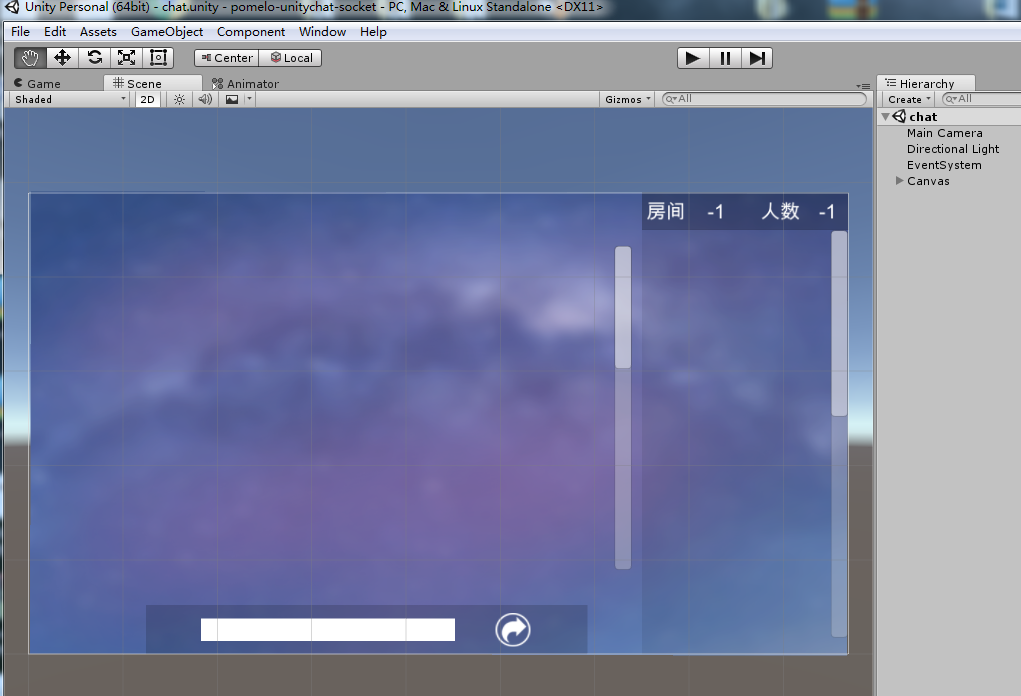 Unity Personal (64bit) - chat.unity - pomelo-unitychat-socket - PC, Mac & Linux Standalone <DX11>
File Edit Assets GameObject Component Window Help
Center Local
Game Scene Animator
Shaded 2D Gizmos All
Hierarchy
Create All
chat
Main Camera
Directional Light
EventSystem
Canvas
房间 -1 人数 -1